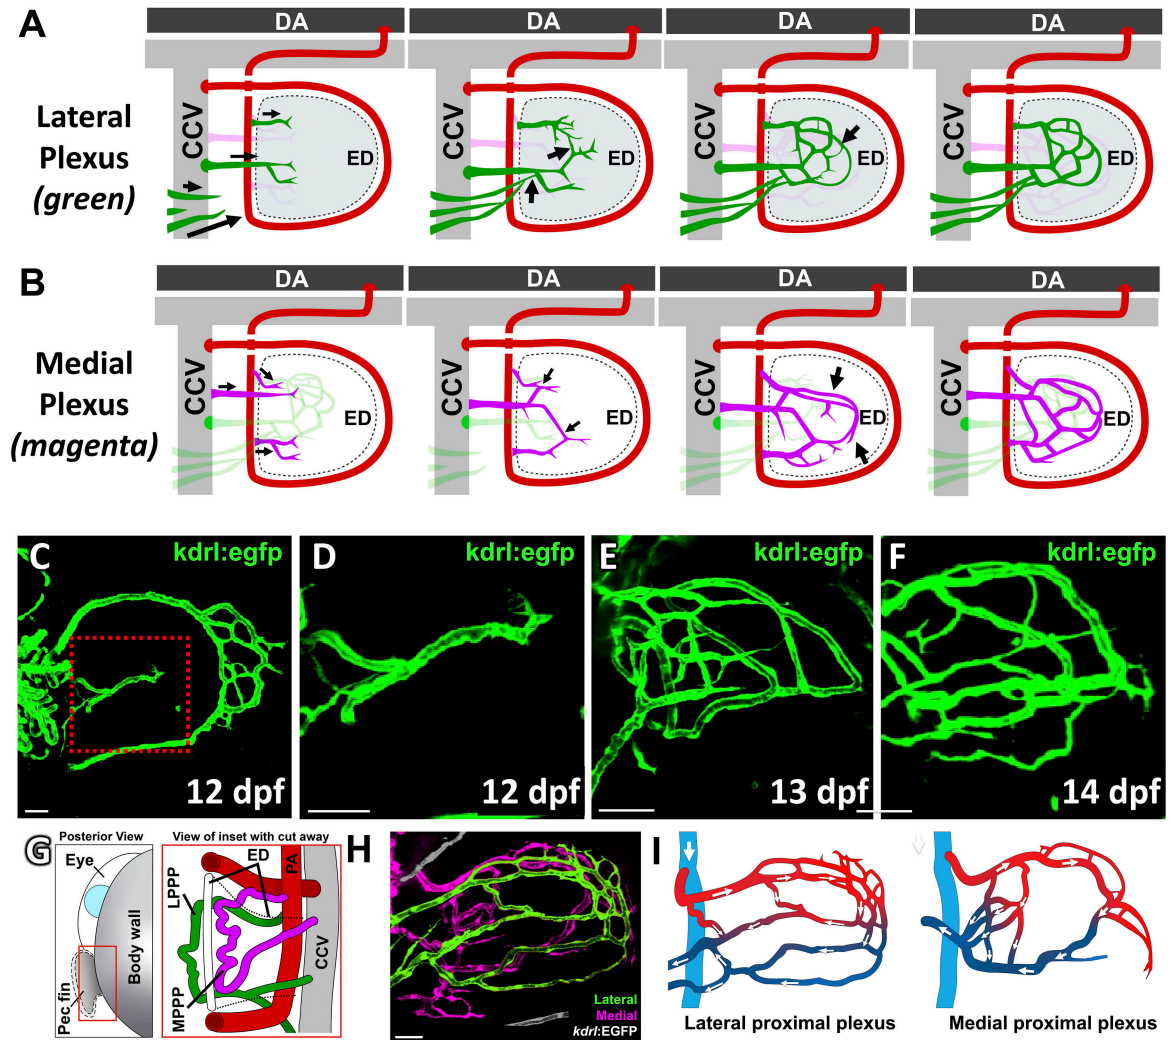 A
DA
DA
DA
DA
Lateral
Plexus
(green)
CCV
ED
CCV
ED
CCV
ED
CCV
ED
B
DA
DA
DA
DA
Medial
Plexus
(magenta)
CCV
ED
CCV
ED
CCV
ED
CCV
ED
C
kdrl:egfp
12 dpf
D
kdrl:egfp
12 dpf
E
kdrl:egfp
13 dpf
F
kdrl:egfp
14 dpf
G
Posterior View
Eye
Body wall
Pec fin
View of inset with cut away
ED
PA
LPPP
CCV
MPPP
H
Lateral
Medial
kdrl:EGFP
I
Lateral proximal plexus
Medial proximal plexus